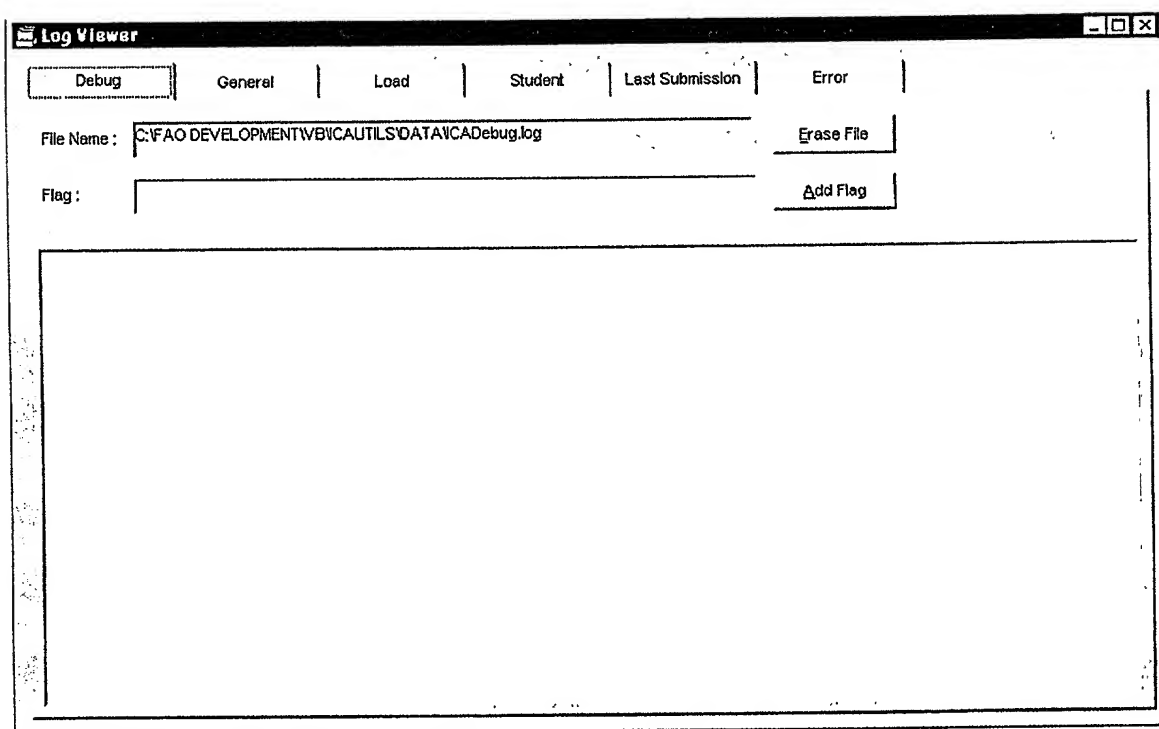 Log Viewer
Debug General Load Student Last Submission Error
File Name : C:\FAO DEVELOPMENT\VB\ICAUTILS\DATA\ICADebug.log Erase File
Flag : Add Flag